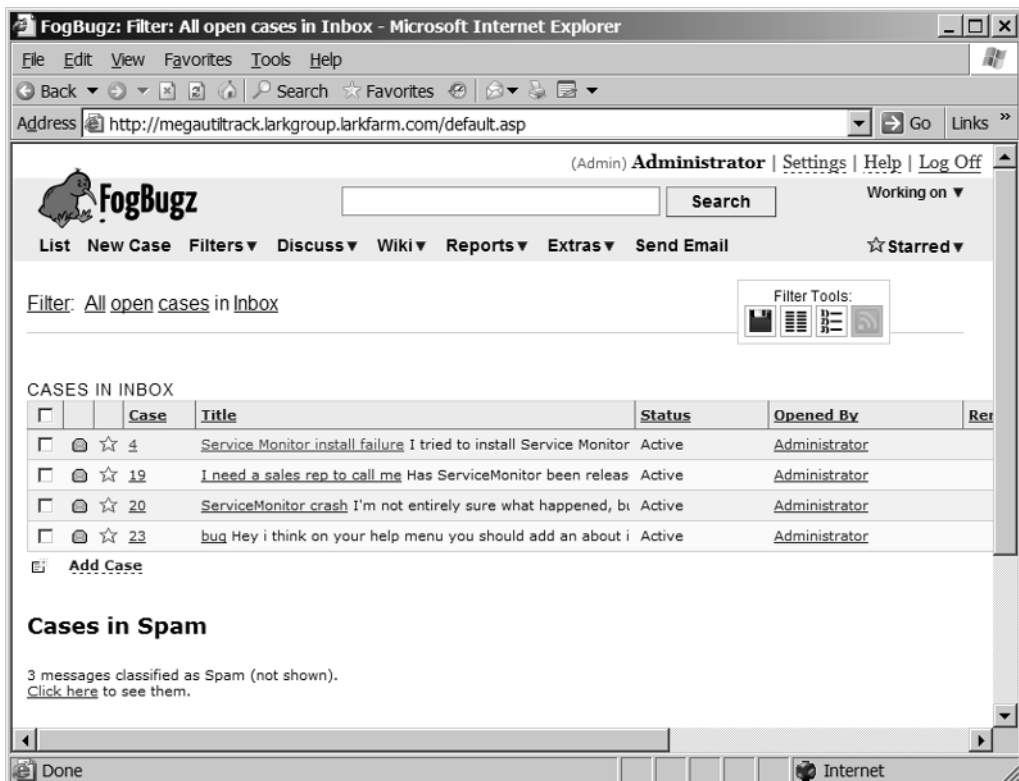 FogBugz: Filter: All open cases in Inbox - Microsoft Internet Explorer
File Edit View Favorites Tools Help
Back Search Favorites
Address http://megautiltrack.larkgroup.larkfarm.com/default.asp Go Links »
(Admin) Administrator | Settings | Help | Log Off
FogBugz Search Working on ▼
List New Case Filters ▼ Discuss ▼ Wiki ▼ Reports ▼ Extras ▼ Send Email ☆ Starred ▼
Filter: All open cases in Inbox
Filter Tools:
CASES IN INBOX
Case Title Status Opened By Rer
4 Service Monitor install failure I tried to install Service Monitor Active Administrator
19 I need a sales rep to call me Has ServiceMonitor been releas Active Administrator
20 ServiceMonitor crash I'm not entirely sure what happened, bu Active Administrator
23 bug Hey i think on your help menu you should add an about i Active Administrator
Add Case
Cases in Spam
3 messages classified as Spam (not shown).
Click here to see them.
Done Internet